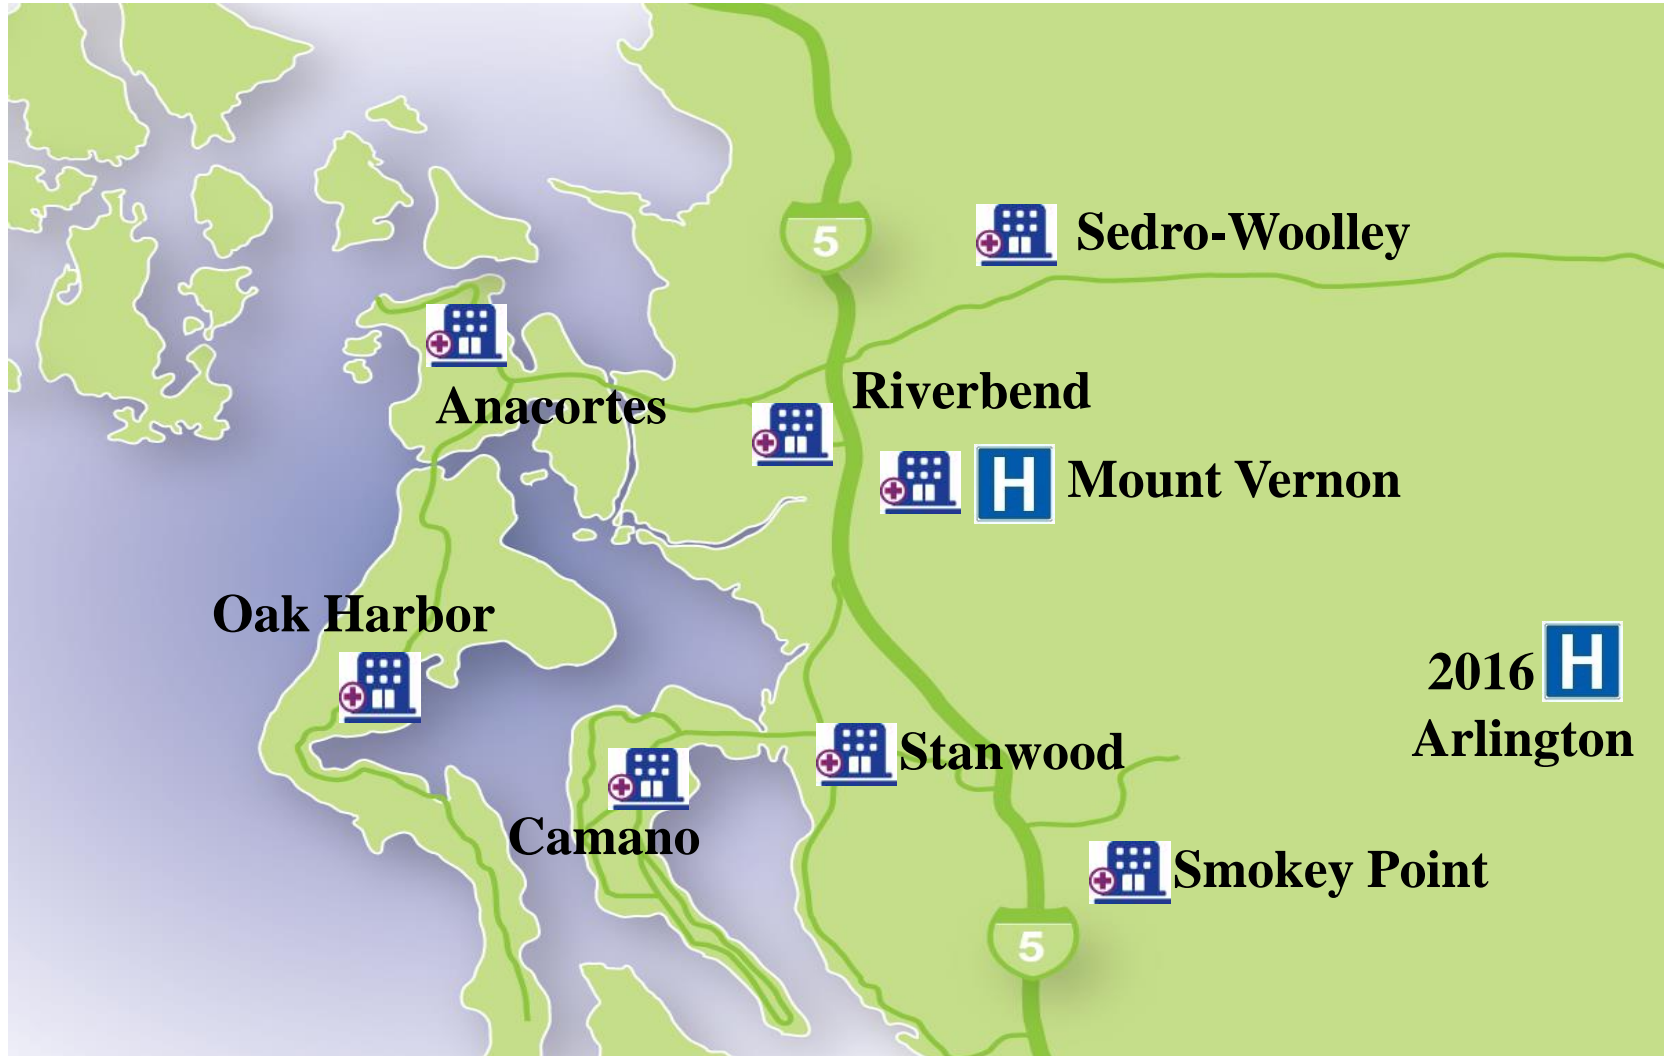 5
Sedro-Woolley
Anacortes
Riverbend
H
Mount Vernon
Oak Harbor
2016
H
Arlington
Stanwood
Camano
Smokey Point
5